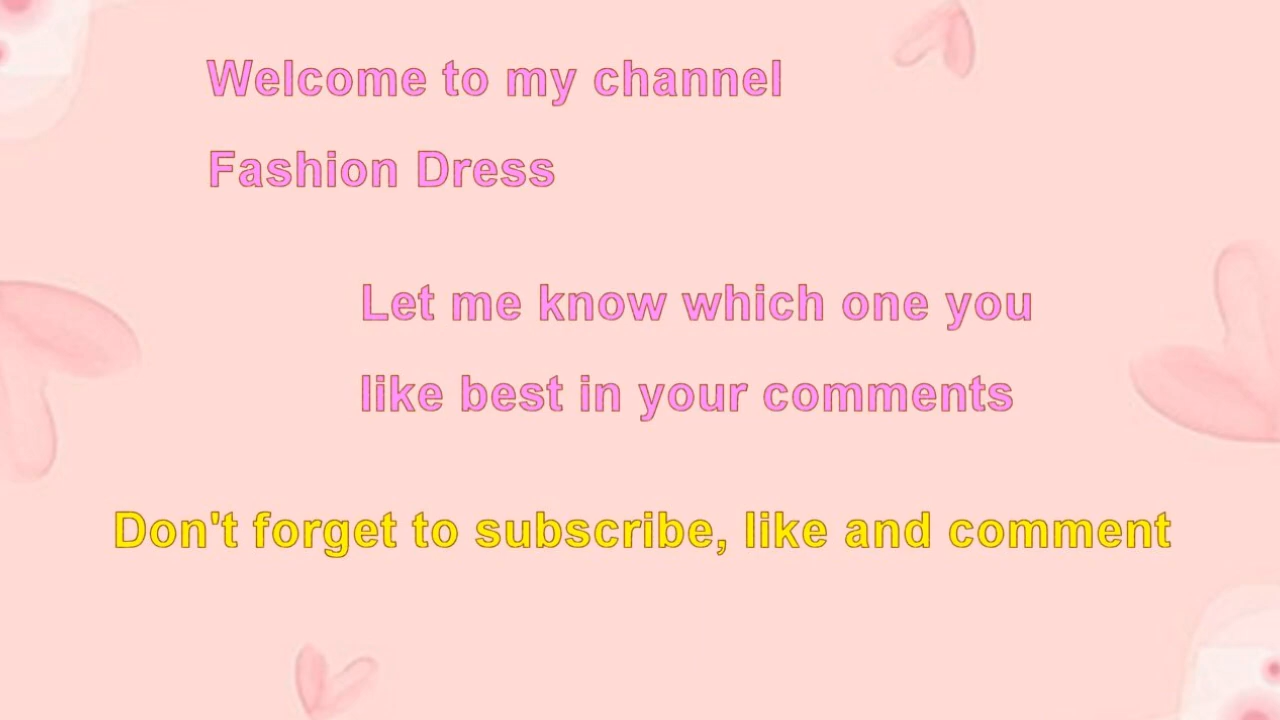 Welcome to my channel
Fashion Dress
Let me know which one you
like best in your comments
Don't forget to subscribe, like and comment